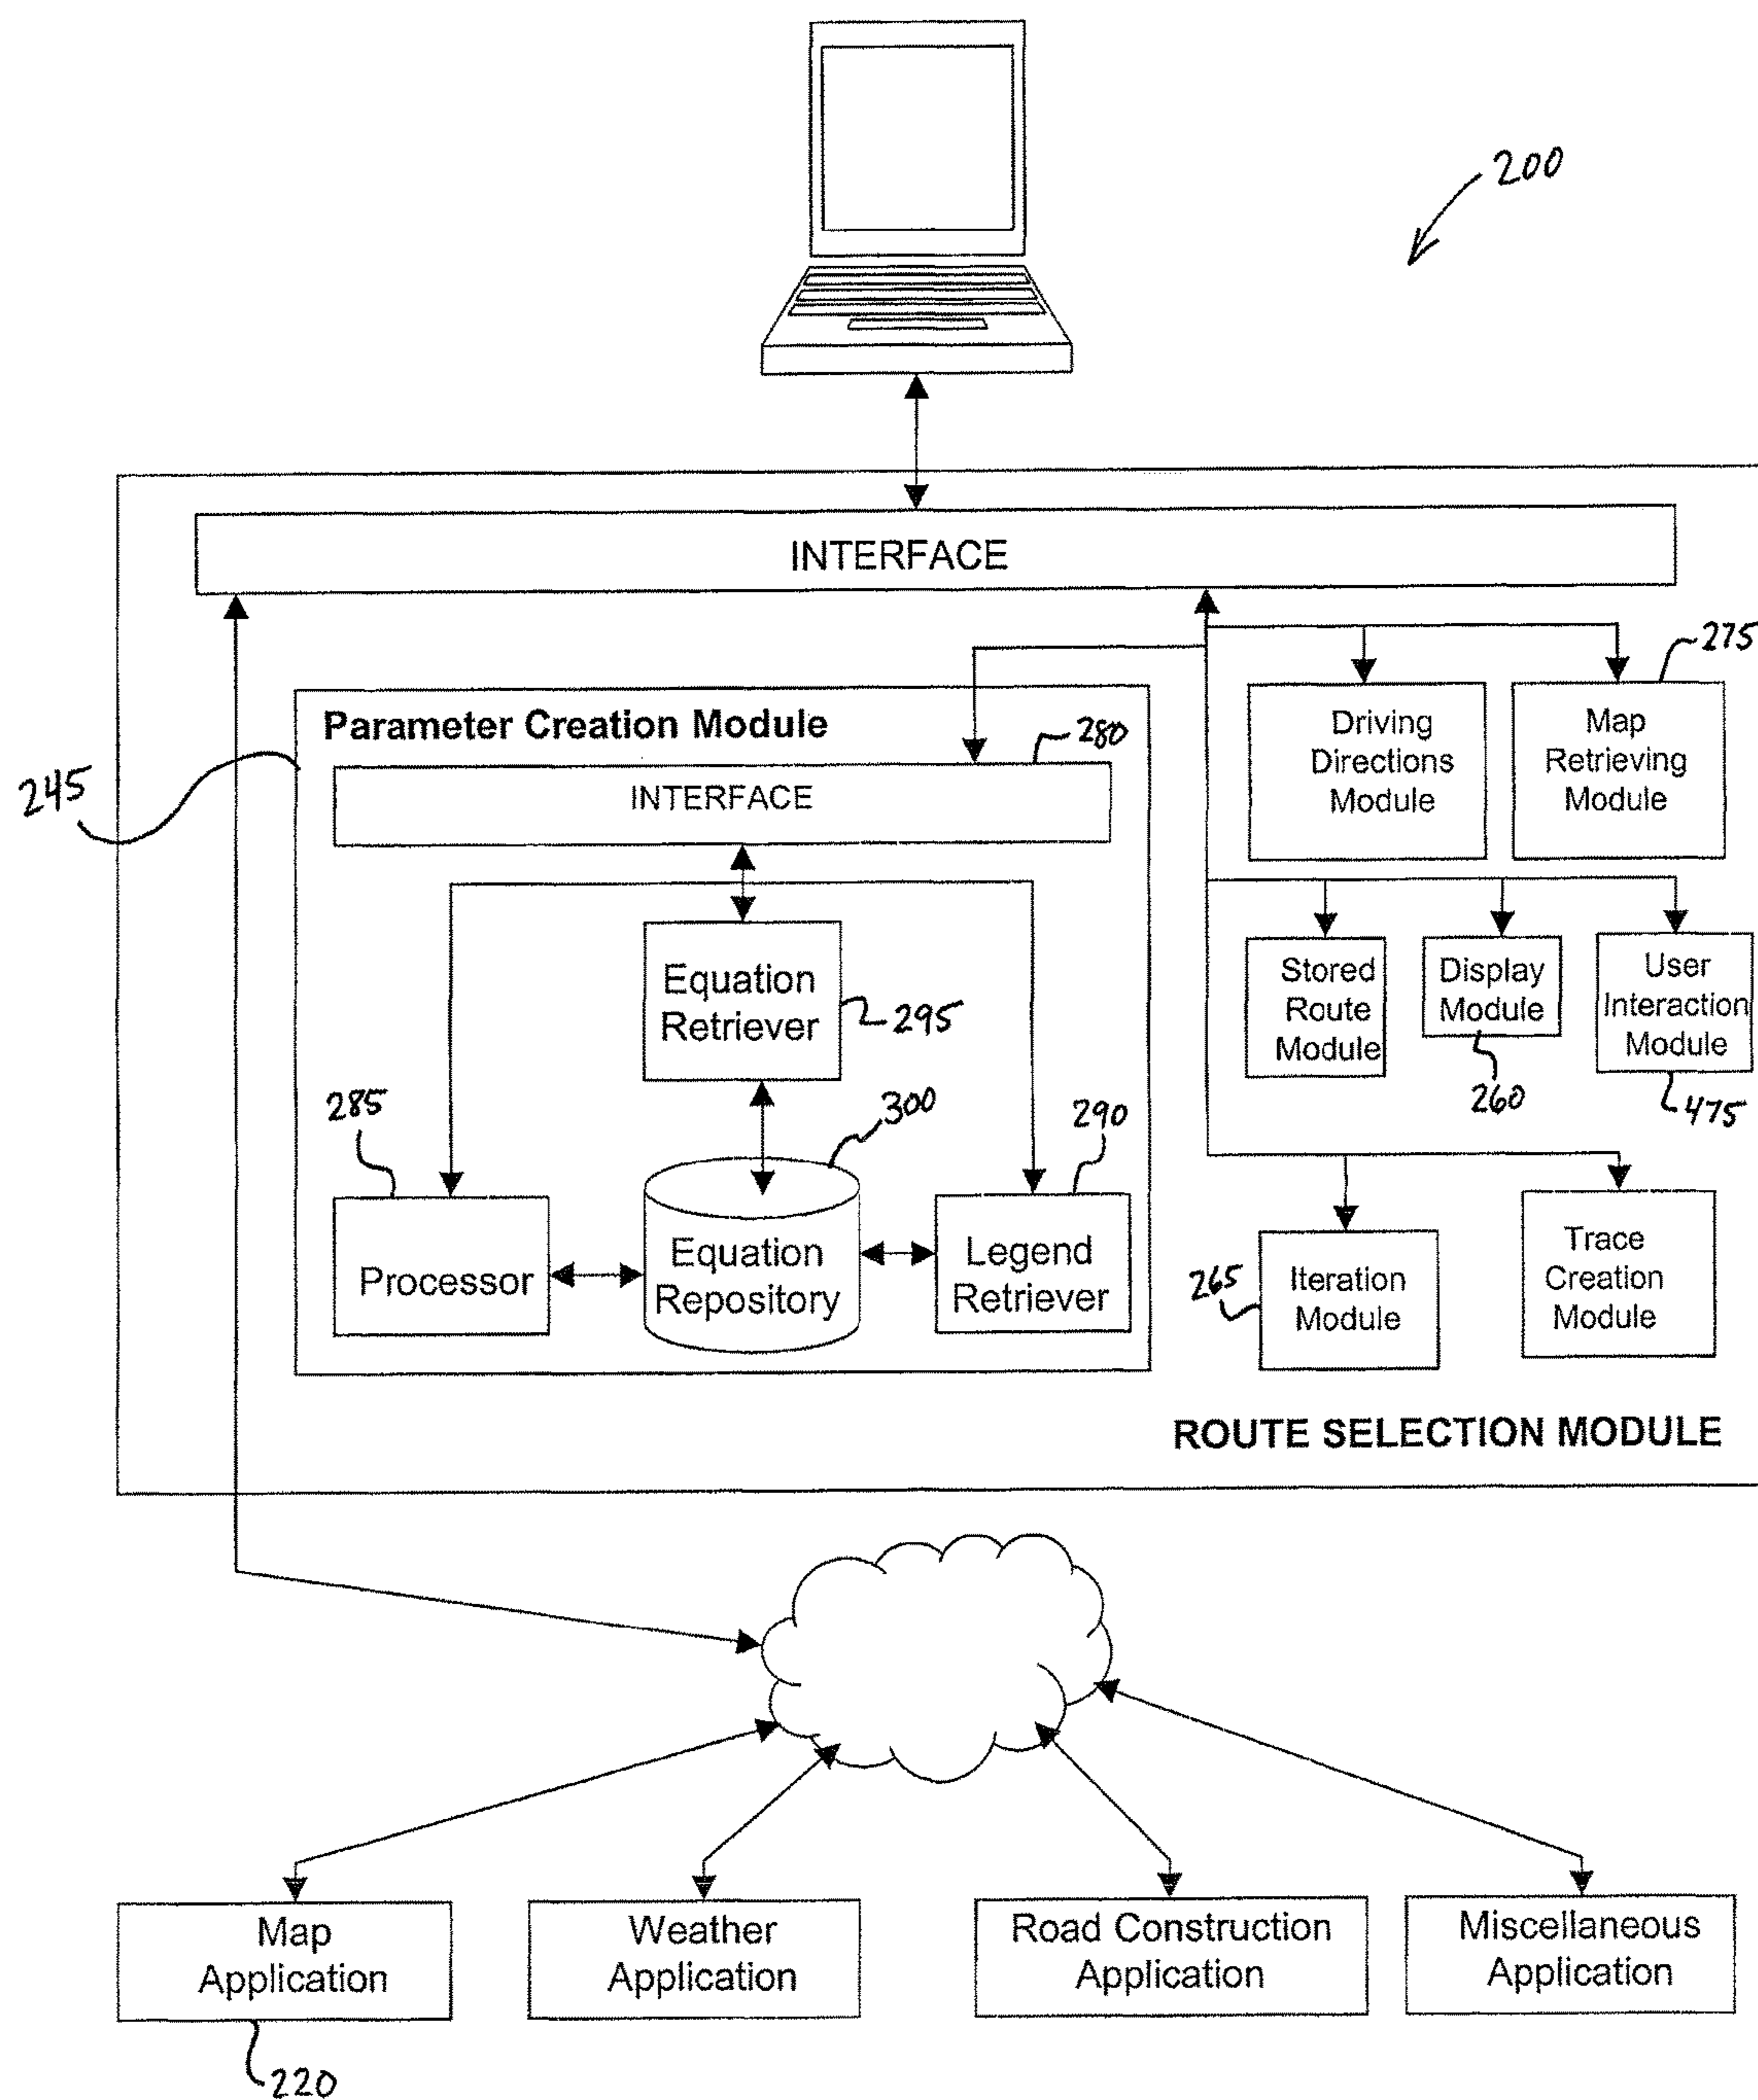 200
INTERFACE
275
Parameter Creation Module
280
INTERFACE
245
Driving
Directions
Module
Map
Retrieving
Module
Equation
Retriever
295
Stored
Route
Module
Display
Module
260
User
Interaction
Module
475
285
300
290
Processor
Equation
Repository
Legend
Retriever
265
Iteration
Module
Trace
Creation
Module
ROUTE SELECTION MODULE
Map
Application
220
Weather
Application
Road Construction
Application
Miscellaneous
Application